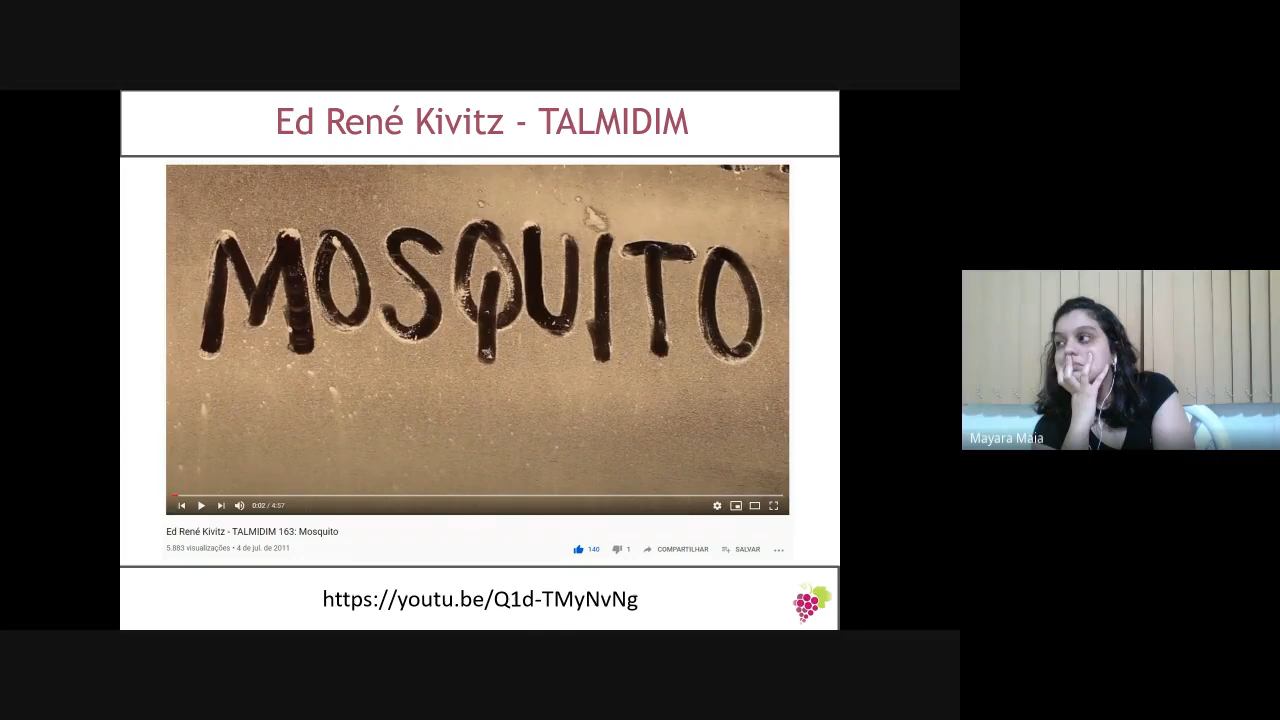 Ed René Kivitz - TALMIDIM
MOSQUITO
0:02 / 4:57
Ed René Kivitz - TALMIDIM 163: Mosquito
5.883 visualizações • 4 de jul. de 2011
140 1 COMPARTILHAR SALVAR
https://youtu.be/Q1d-TMyNvNg
Mayara Maia